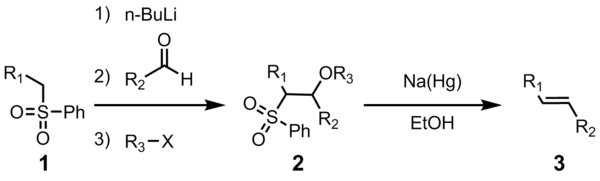 1) n-BuLi
2) R2 O H
3) R3–X
R1 O S O Ph
1
R1 OR3 O S O Ph R2
2
Na(Hg)
EtOH
R1 R2
3